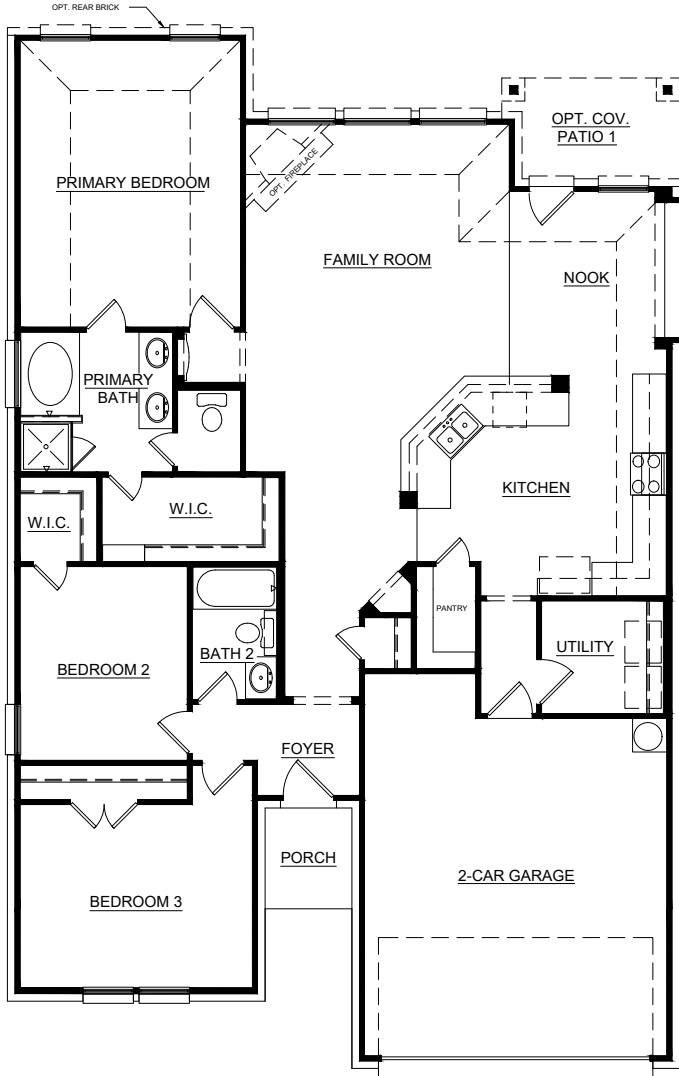 OPT. REAR BRICK
OPT. COV.
PATIO 1
OPT. FIREPLACE
PRIMARY BEDROOM
FAMILY ROOM
NOOK
PRIMARY
BATH
KITCHEN
W.I.C.
W.I.C.
PANTRY
BATH 2
UTILITY
BEDROOM 2
FOYER
PORCH
2-CAR GARAGE
BEDROOM 3